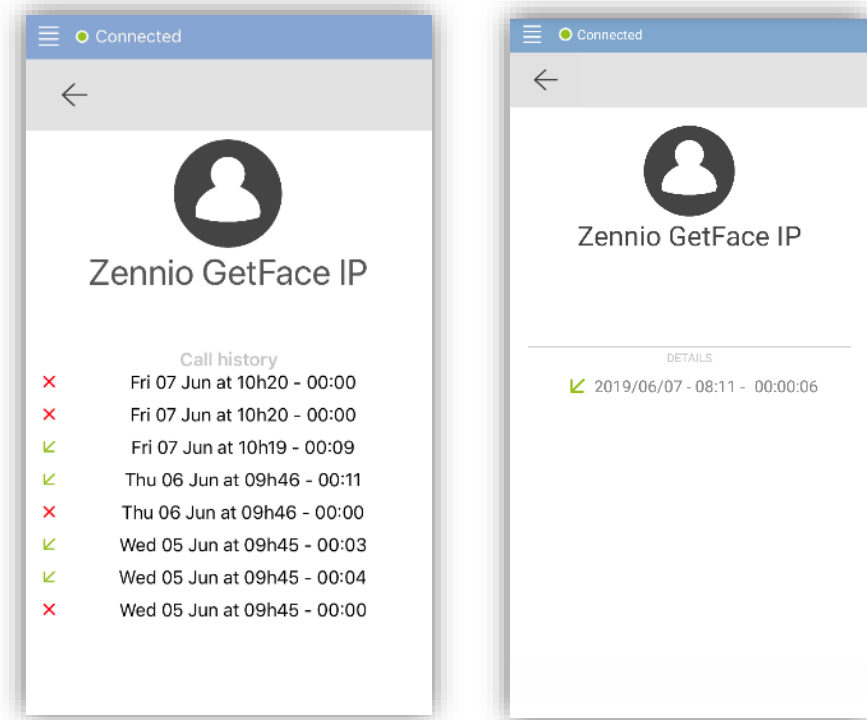 Connected
Zennio GetFace IP
Call history
Fri 07 Jun at 10h20 - 00:00
Fri 07 Jun at 10h20 - 00:00
Fri 07 Jun at 10h19 - 00:09
Thu 06 Jun at 09h46 - 00:11
Thu 06 Jun at 09h46 - 00:00
Wed 05 Jun at 09h45 - 00:03
Wed 05 Jun at 09h45 - 00:04
Wed 05 Jun at 09h45 - 00:00
Connected
Zennio GetFace IP
DETAILS
2019/06/07 - 08:11 - 00:00:06